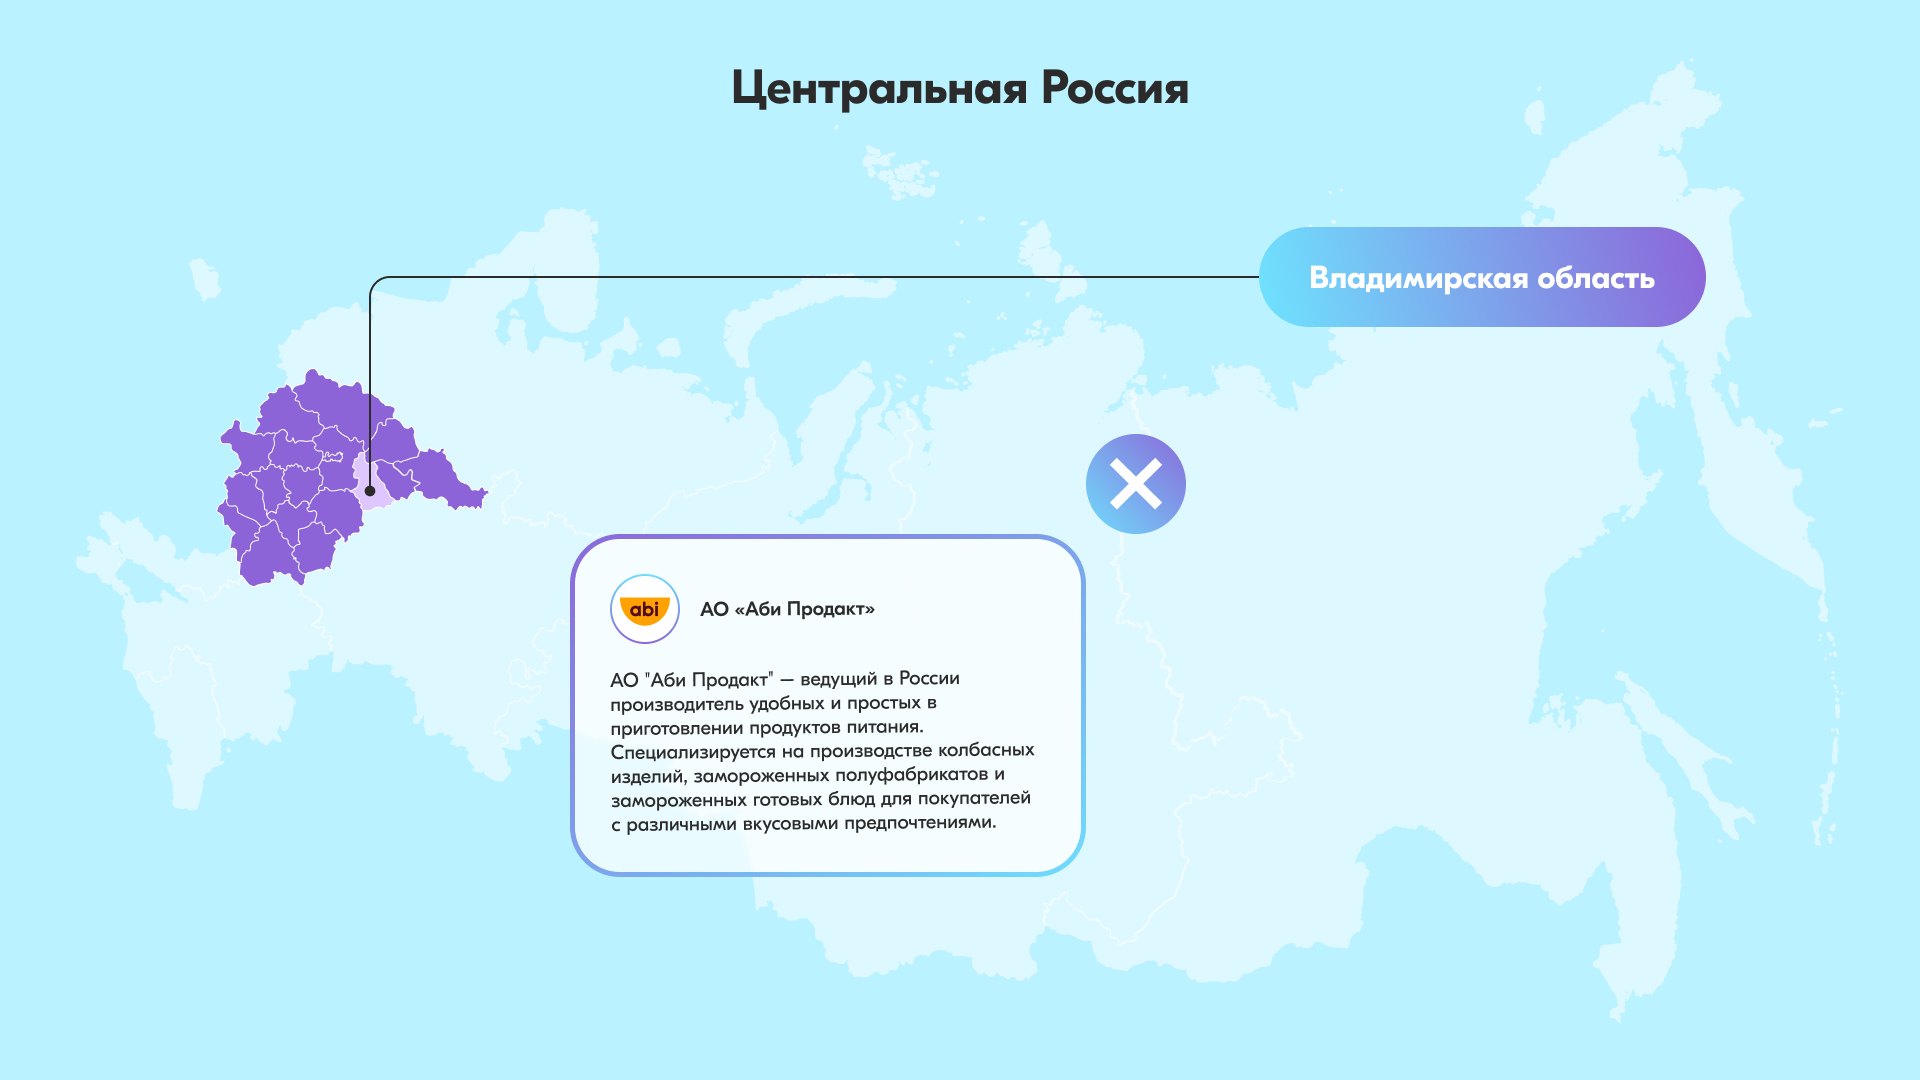 Центральная Россия
Владимирская область
abi
АО «Аби Продакт»
АО "Аби Продакт" – ведущий в России
производитель удобных и простых в
приготовлении продуктов питания.
Специализируется на производстве колбасных
изделий, замороженных полуфабрикатов и
замороженных готовых блюд для покупателей
с различными вкусовыми предпочтениями.